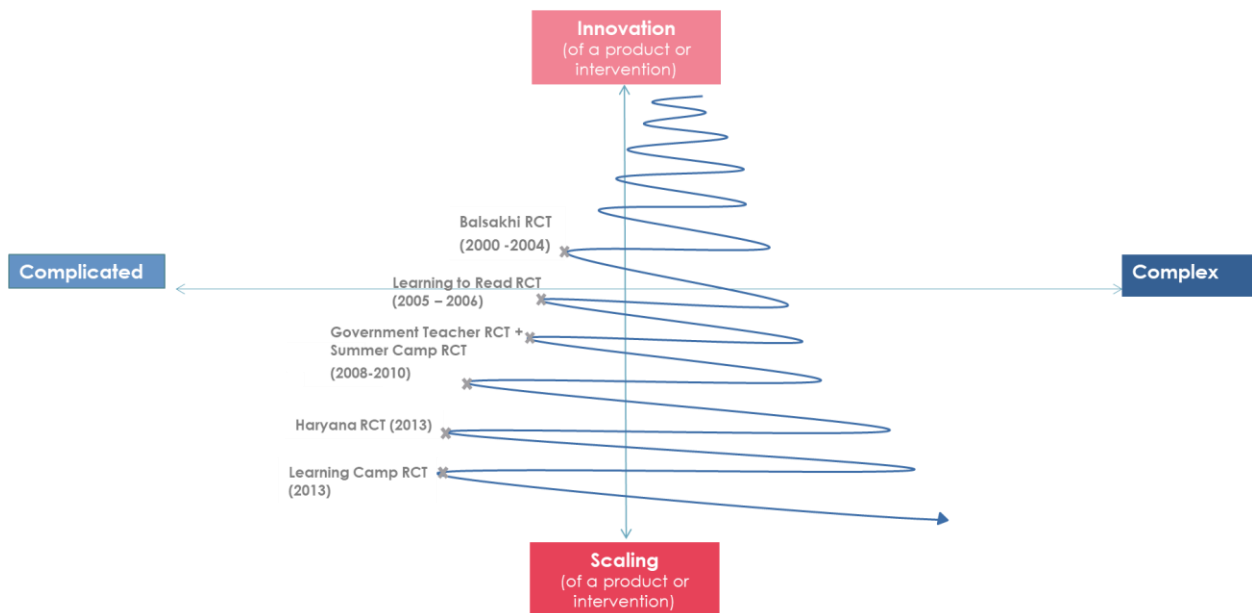 Innovation
(of a product or
intervention)
Balsakhi RCT
(2000 -2004)
Complicated
Complex
Learning to Read RCT
(2005 – 2006)
Government Teacher RCT +
Summer Camp RCT
(2008-2010)
Haryana RCT (2013)
Learning Camp RCT
(2013)
Scaling
(of a product or
intervention)